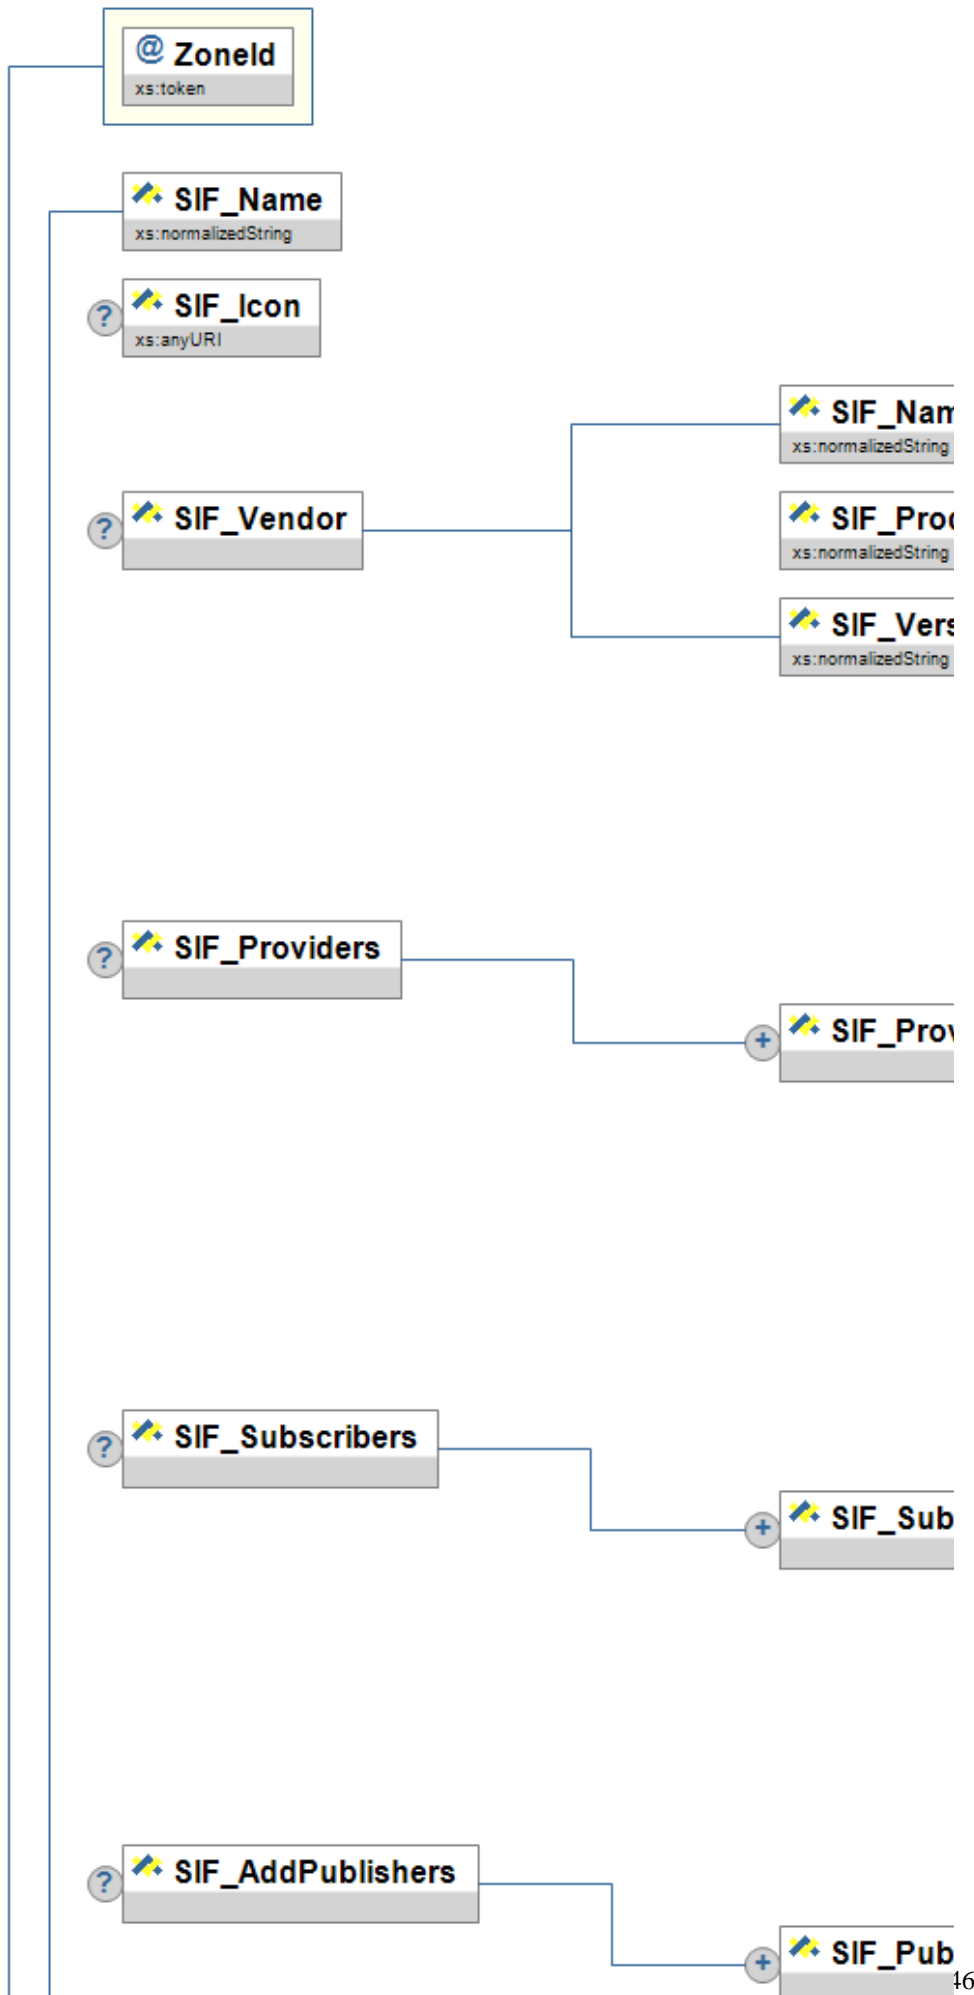 @ ZoneId
xs:token
SIF_Name
xs:normalizedString
? SIF_Icon
xs:anyURI
SIF_Nam
xs:normalizedString
? SIF_Vendor
SIF_Prod
xs:normalizedString
SIF_Vers
xs:normalizedString
? SIF_Providers
+ SIF_Prov
? SIF_Subscribers
+ SIF_Sub
? SIF_AddPublishers
+ SIF_Pub
46